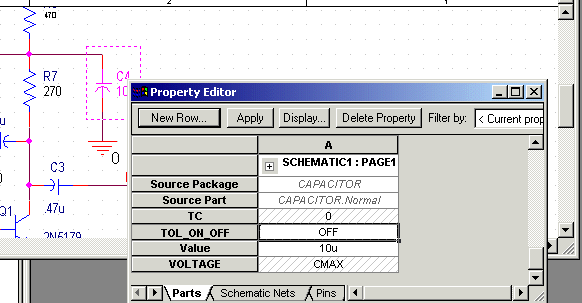 470
2
R7
270
C4
10
0
C3
.47u
u
Q1
2N5179
Property Editor
New Row... Apply Display... Delete Property Filter by: < Current prop
A
SCHEMATIC1 : PAGE1
Source Package CAPACITOR
Source Part CAPACITOR.Normal
TC 0
TOL_ON_OFF OFF
Value 10u
VOLTAGE CMAX
Parts Schematic Nets Pins